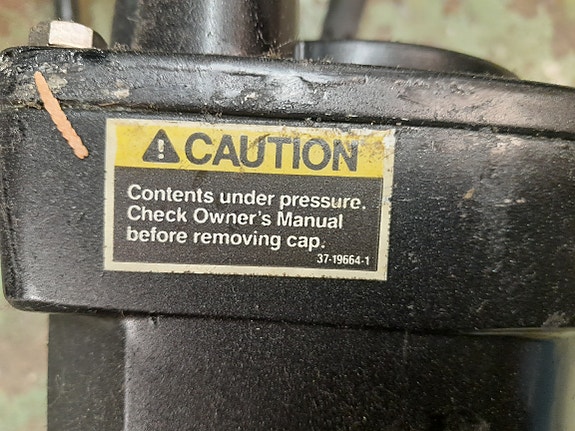 CAUTION
Contents under pressure.
Check Owner's Manual
before removing cap.
37-19664-1